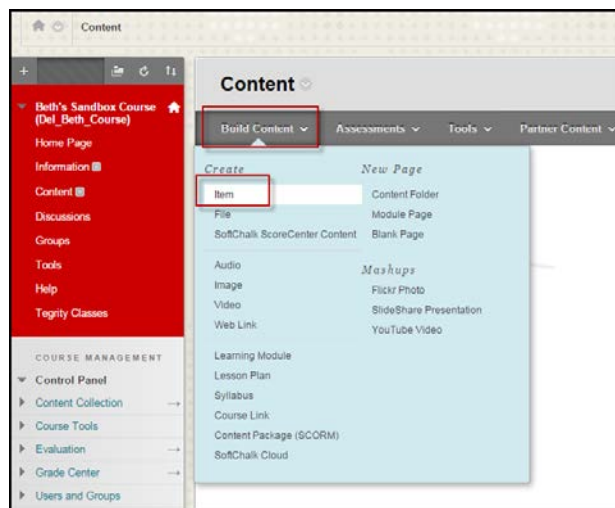 Content
Beth's Sandbox Course
(Del_Beth_Course)
Home Page
Information
Content
Discussions
Groups
Tools
Help
Tegrity Classes
COURSE MANAGEMENT
Control Panel
Content Collection
Course Tools
Evaluation
Grade Center
Users and Groups
Content
Build Content
Assessments
Tools
Partner Content
Create
Item
File
SoftChalk ScoreCenter Content
Audio
Image
Video
Web Link
Learning Module
Lesson Plan
Syllabus
Course Link
Content Package (SCORM)
SoftChalk Cloud
New Page
Content Folder
Module Page
Blank Page
Mashups
Flickr Photo
SlideShare Presentation
YouTube Video